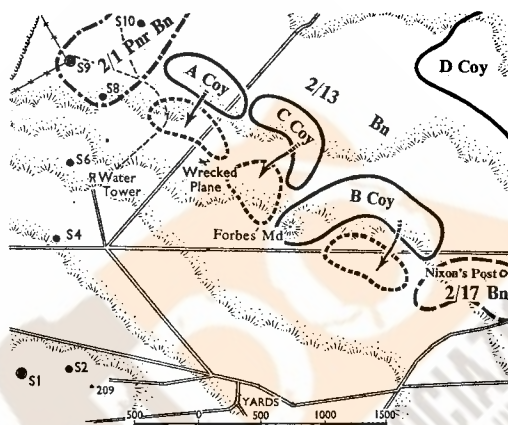 S10
2/1 Pnr Bn
S9
S8
A Coy
2/13
Bn
D Coy
C Coy
S6
R Water
Tower
Wrecked
Plane
B Coy
S4
Forbes' Md
Nixon's Post
2/17 Bn
S1
S2
209
YARDS
500 0 500 1000 1500